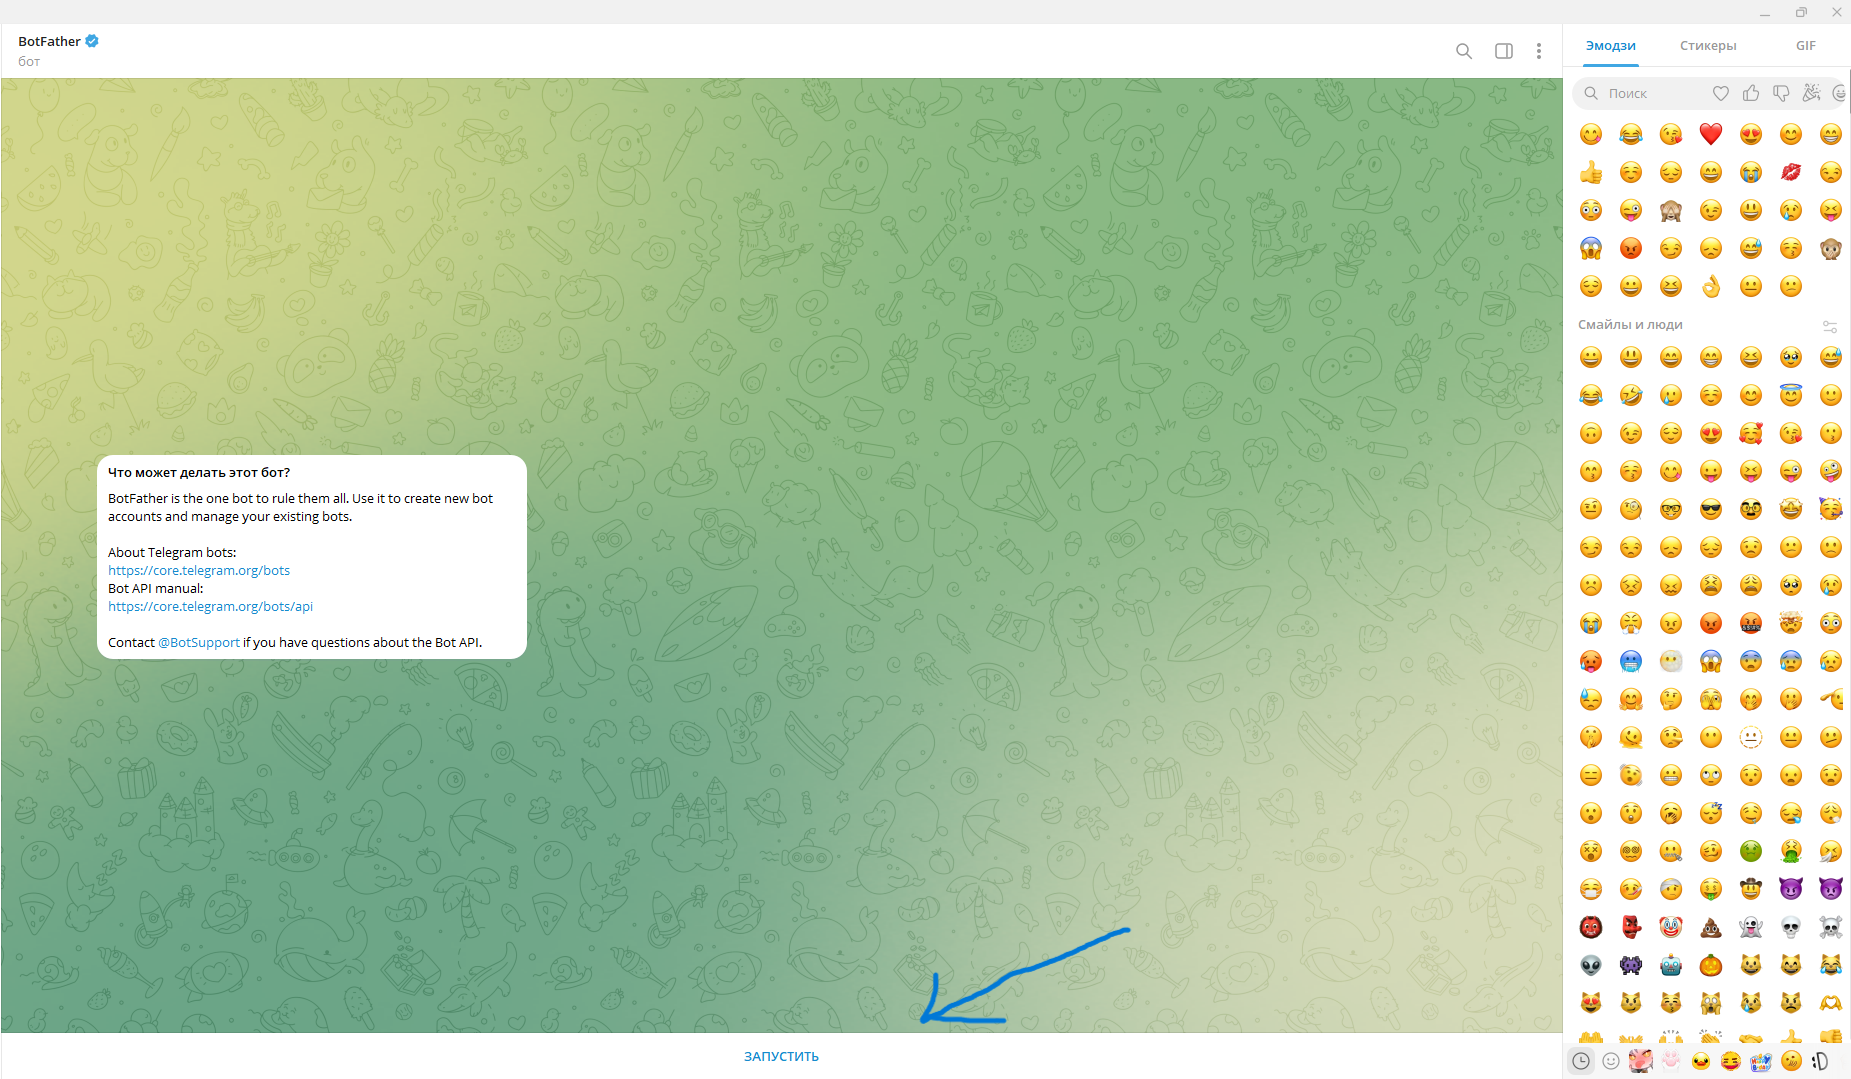 BotFather
бот
Эмодзи
Стикеры
GIF
Поиск
Смайлы и люди
Что может делать этот бот?
BotFather is the one bot to rule them all. Use it to create new bot
accounts and manage your existing bots.
About Telegram bots:
https://core.telegram.org/bots
Bot API manual:
https://core.telegram.org/bots/api
Contact @BotSupport if you have questions about the Bot API.
ЗАПУСТИТЬ